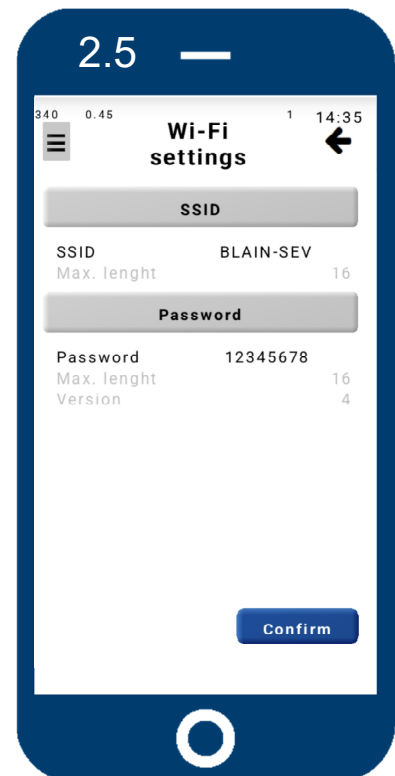 2.5
340 0.45 1 14:35
Wi-Fi
settings
SSID
SSID BLAIN-SEV
Max. lenght 16
Password
Password 12345678
Max. lenght 16
Version 4
Confirm